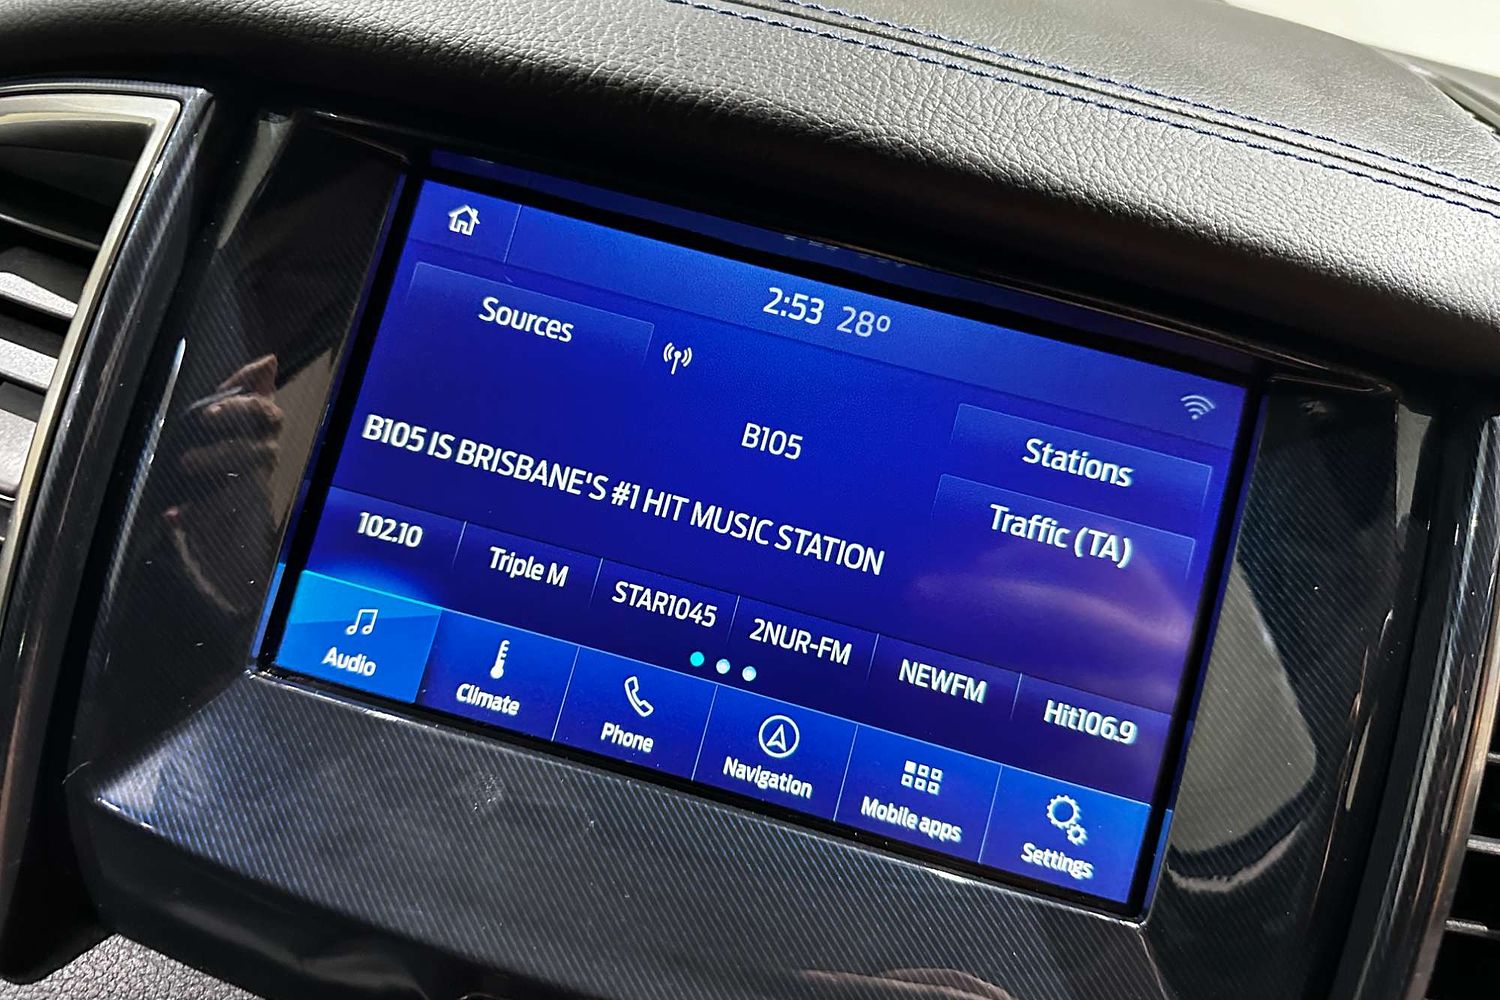 2:53 28°
Sources
B105
Stations
B105 IS BRISBANE'S #1 HIT MUSIC STATION
Traffic (TA)
102.10
Triple M
STAR1045
2NUR-FM
NEWFM
Hit106.9
Audio
Climate
Phone
Navigation
Mobile apps
Settings